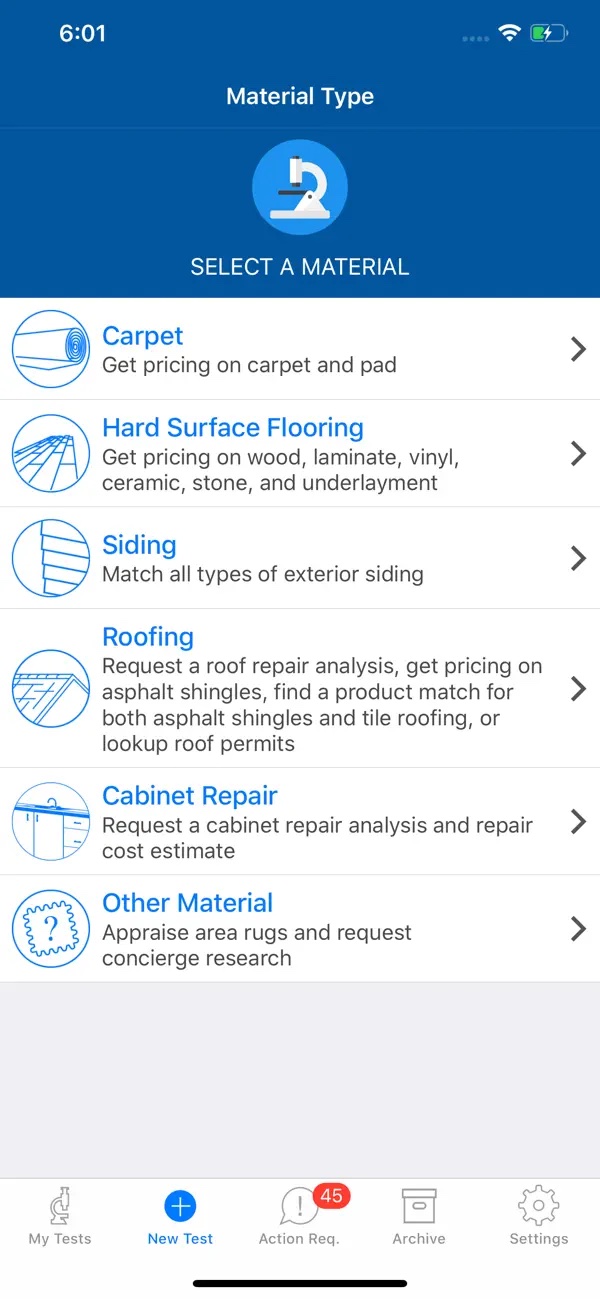 6:01
Material Type
SELECT A MATERIAL
Carpet
Get pricing on carpet and pad
Hard Surface Flooring
Get pricing on wood, laminate, vinyl,
ceramic, stone, and underlayment
Siding
Match all types of exterior siding
Roofing
Request a roof repair analysis, get pricing on
asphalt shingles, find a product match for
both asphalt shingles and tile roofing, or
lookup roof permits
Cabinet Repair
Request a cabinet repair analysis and repair
cost estimate
?
Other Material
Appraise area rugs and request
concierge research
45
My Tests
New Test
Action Req.
Archive
Settings